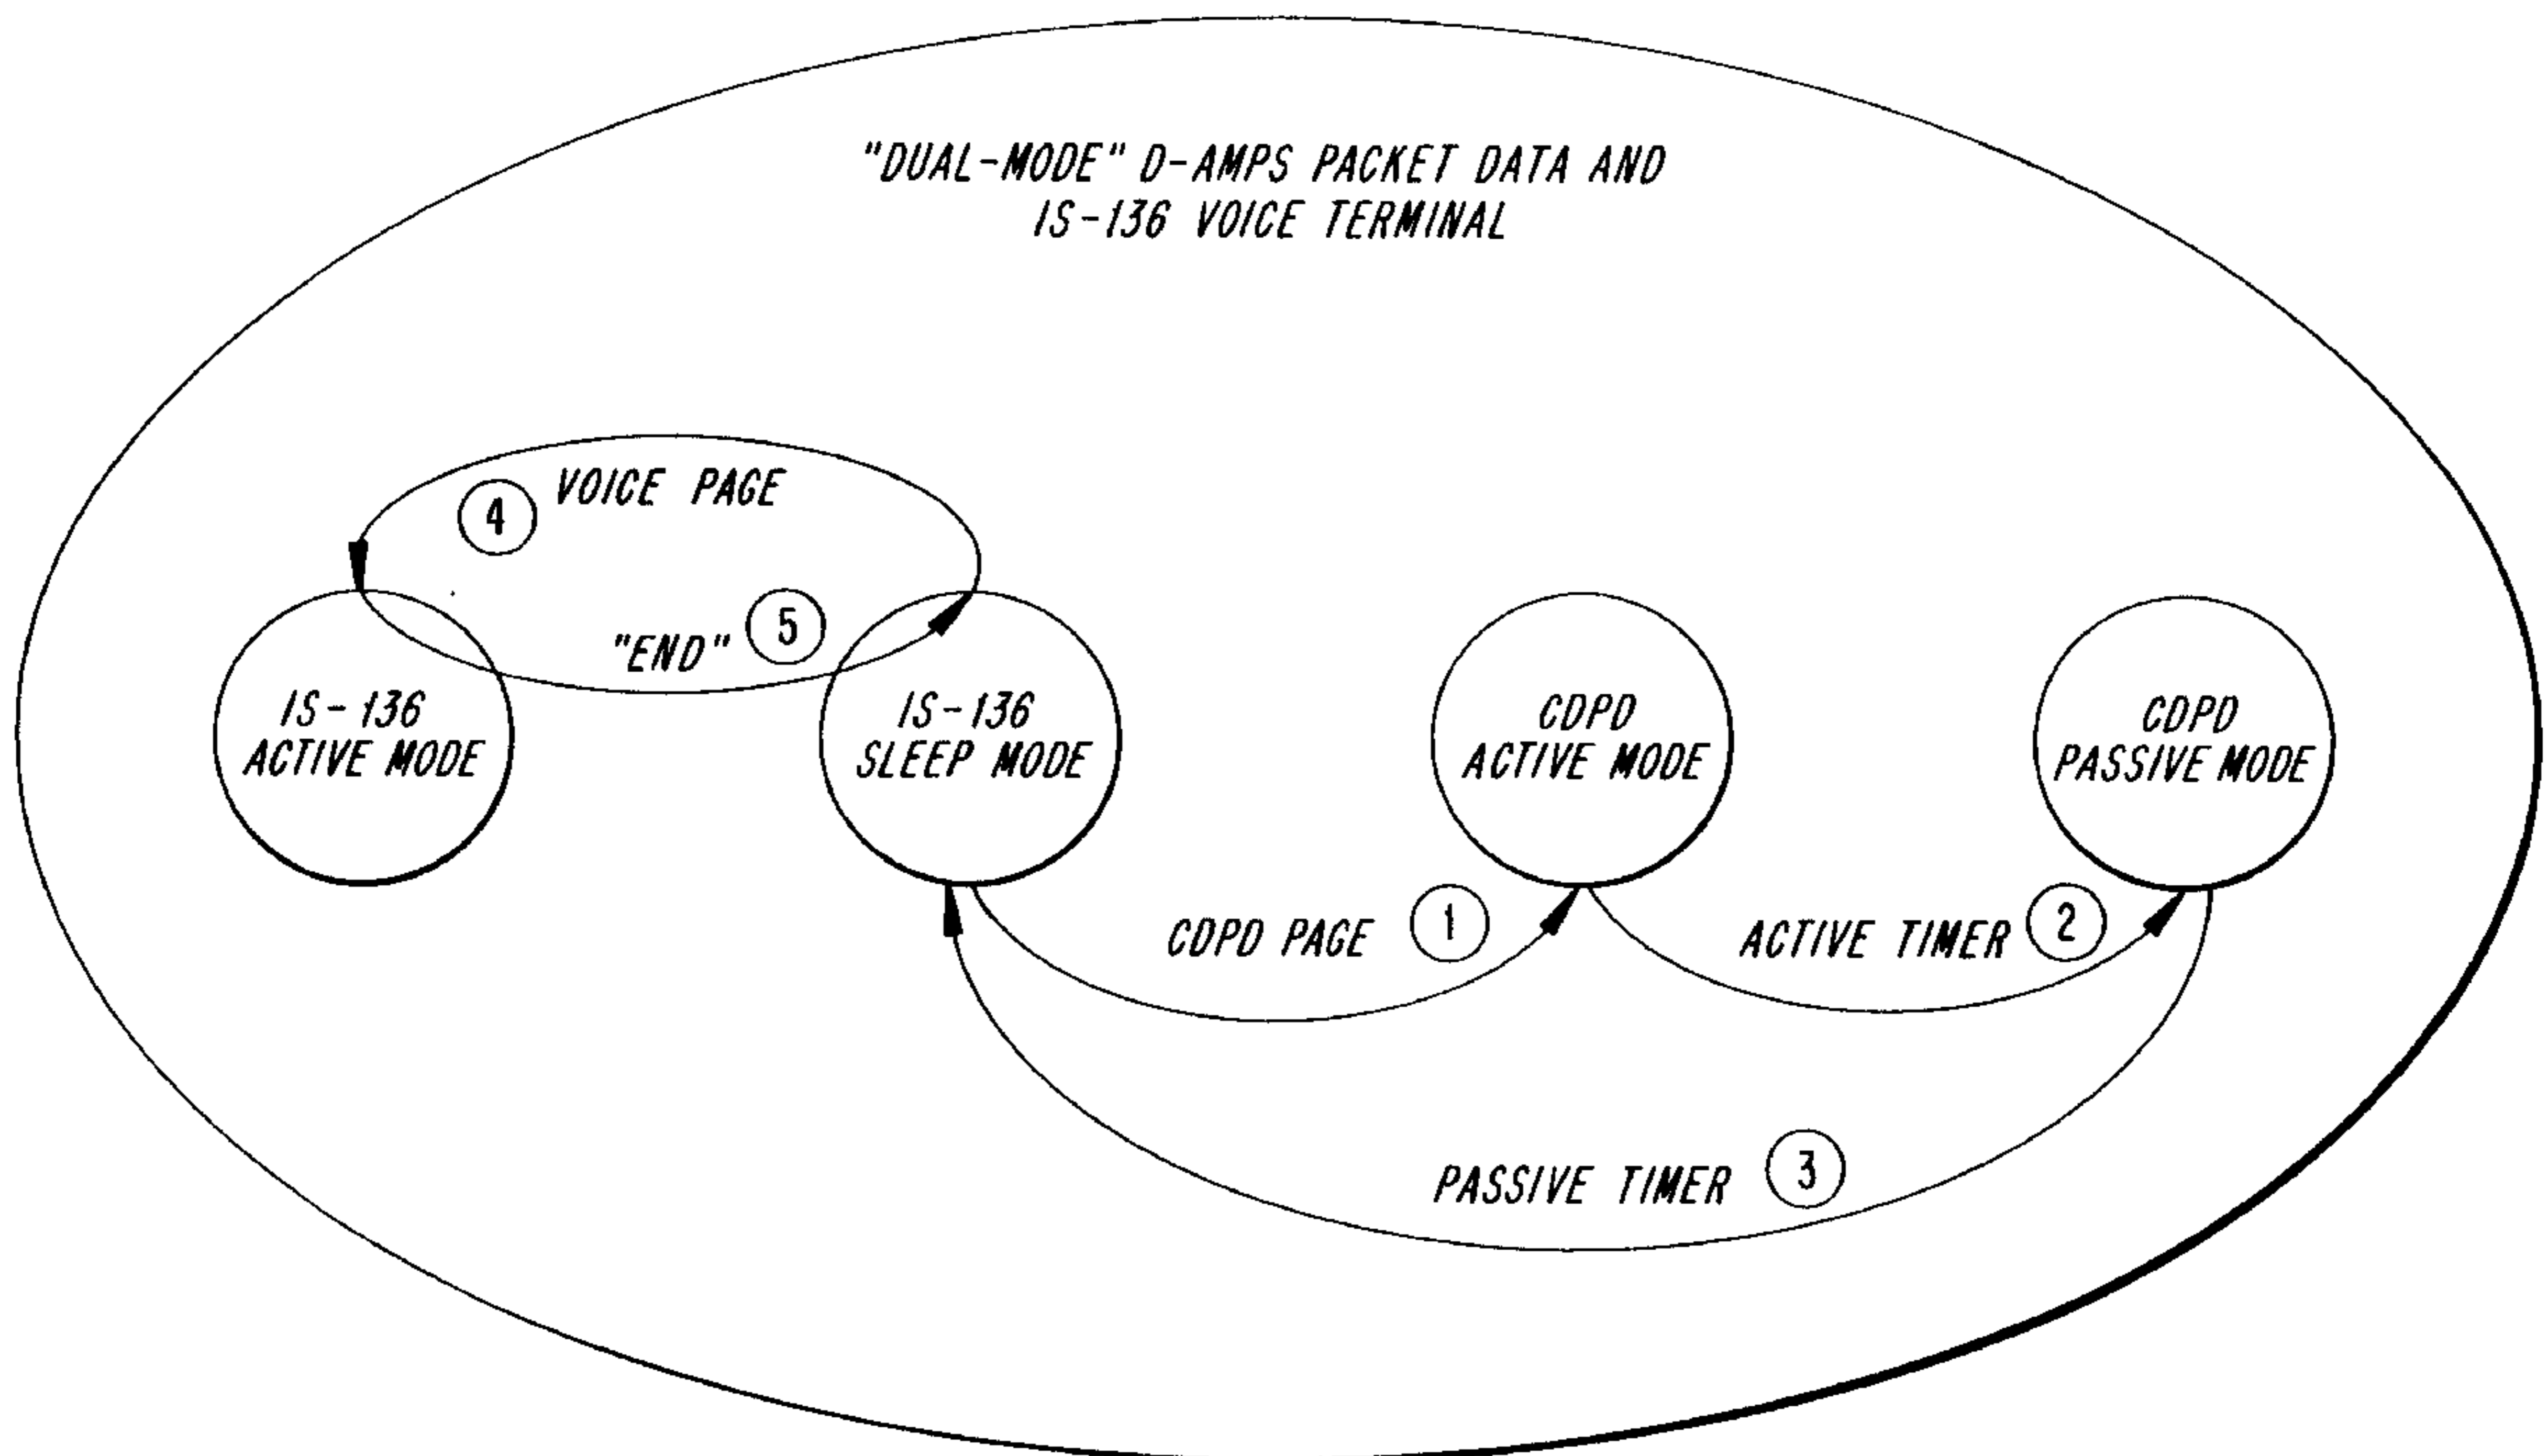 "DUAL-MODE" D-AMPS PACKET DATA AND
IS-136 VOICE TERMINAL
4 VOICE PAGE
"END" 5
IS-136
ACTIVE MODE
IS-136
SLEEP MODE
CDPD
ACTIVE MODE
CDPD
PASSIVE MODE
CDPD PAGE 1
ACTIVE TIMER 2
PASSIVE TIMER 3